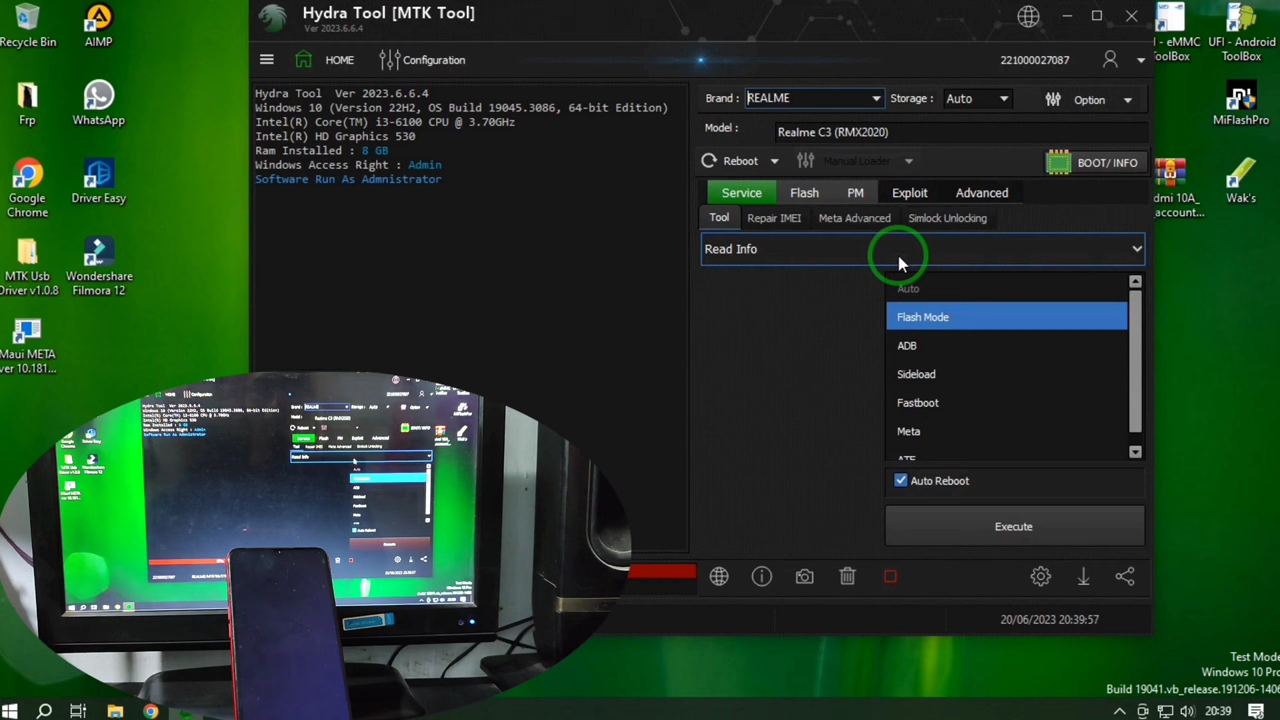 Hydra Tool [MTK Tool]
Ver 2023.6.6.4
HOME
Configuration
221000027087
Hydra Tool Ver 2023.6.6.4
Windows 10 (Version 22H2, OS Build 19045.3086, 64-bit Edition)
Intel(R) Core(TM) i3-6100 CPU @ 3.70GHz
Intel(R) HD Graphics 530
Ram Installed : 8 GB
Windows Access Right : Admin
Software Run As Admnistrator
Brand : REALME
Storage : Auto
Option
Model : Realme C3 (RMX2020)
Reboot
Manual Loader
BOOT/ INFO
Service Flash PM Exploit Advanced
Tool Repair IMEI Meta Advanced Simlock Unlocking
Read Info
Auto
Flash Mode
ADB
Sideload
Fastboot
Meta
Auto Reboot
Execute
20/06/2023 20:39:57
Recycle Bin
AIMP
Frp
WhatsApp
Google
Chrome
Driver Easy
MTK Usb
Driver v1.0.8
Wondershare
Filmora 12
Maui META
ver 10.181...
- eMMC
ToolBox
UFI - Android
ToolBox
MiFlashPro
dmi 10A_
_account...
Wak's
Test Mode
Windows 10 Pro
Build 19041.vb_release.191206-1406
20:39